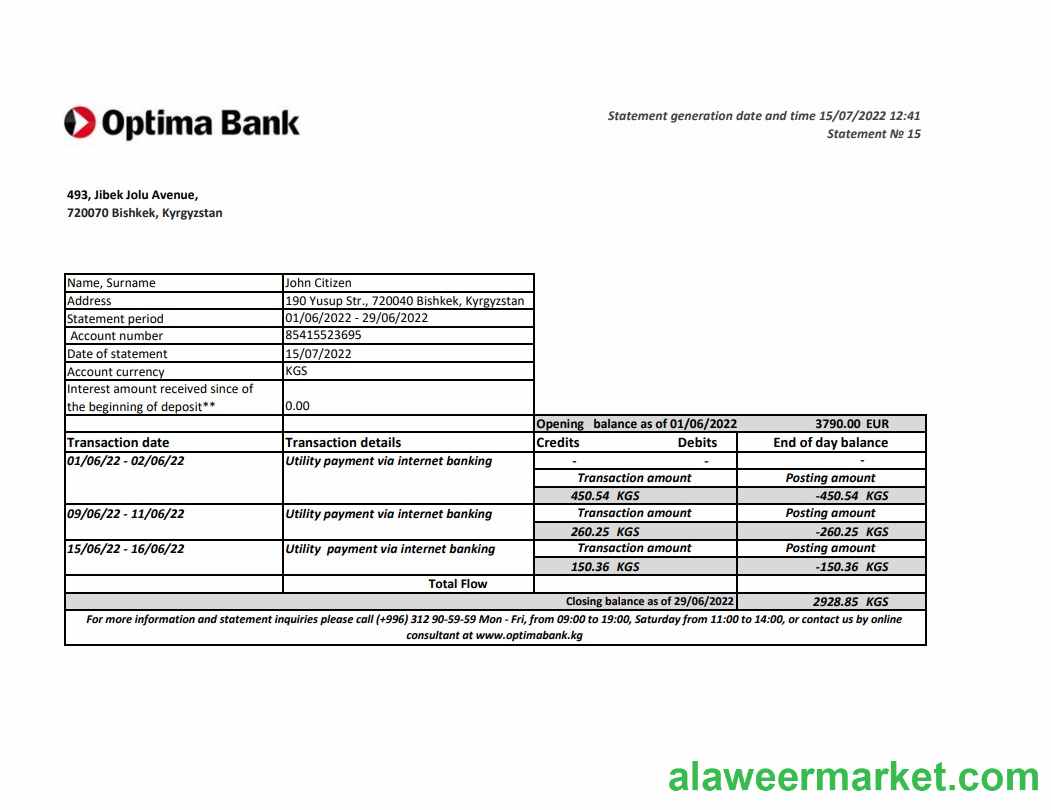 Optima Bank
Statement generation date and time 15/07/2022 12:41
Statement № 15
493, Jibek Jolu Avenue,
720070 Bishkek, Kyrgyzstan
Name, Surname John Citizen
Address 190 Yusup Str., 720040 Bishkek, Kyrgyzstan
Statement period 01/06/2022 - 29/06/2022
Account number 85415523695
Date of statement 15/07/2022
Account currency KGS
Interest amount received since of
the beginning of deposit** 0.00
Opening balance as of 01/06/2022 3790.00 EUR
Transaction date Transaction details Credits Debits End of day balance
01/06/22 - 02/06/22 Utility payment via internet banking - - -
Transaction amount Posting amount
450.54 KGS -450.54 KGS
09/06/22 - 11/06/22 Utility payment via internet banking Transaction amount Posting amount
260.25 KGS -260.25 KGS
15/06/22 - 16/06/22 Utility payment via internet banking Transaction amount Posting amount
150.36 KGS -150.36 KGS
Total Flow
Closing balance as of 29/06/2022 2928.85 KGS
For more information and statement inquiries please call (+996) 312 90-59-59 Mon - Fri, from 09:00 to 19:00, Saturday from 11:00 to 14:00, or contact us by online
consultant at www.optimabank.kg
alaweermarket.com